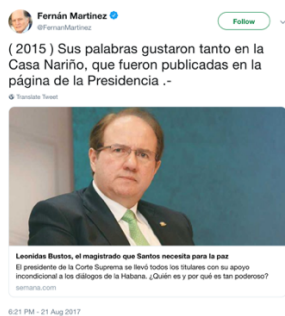 Fernán Martinez
@FernanMartinez
Follow
( 2015 ) Sus palabras gustaron tanto en la
Casa Nariño, que fueron publicadas en la
página de la Presidencia .-
Translate Tweet
Leonidas Bustos, el magistrado que Santos necesita para la paz
El presidente de la Corte Suprema se llevó todos los titulares con su apoyo
incondicional a los diálogos de la Habana. ¿Quién es y por qué es tan poderoso?
semana.com
6:21 PM - 21 Aug 2017